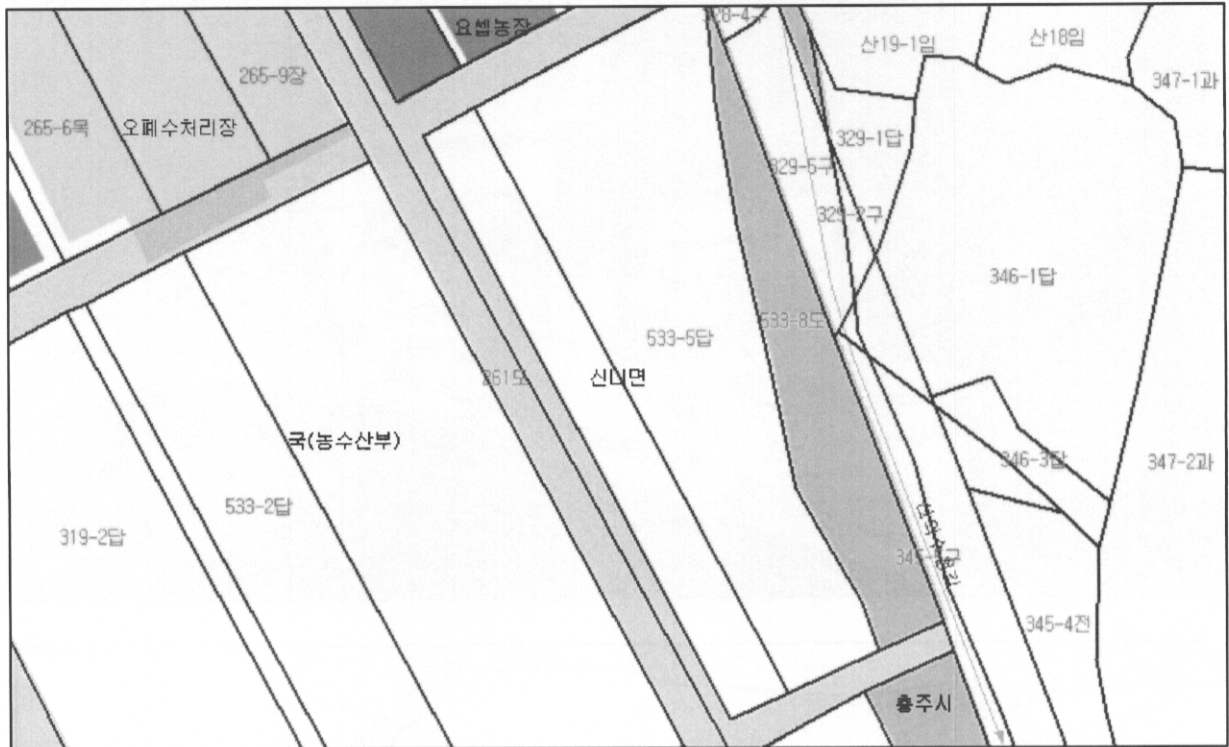 328-4구
요셉농장
산19-1임
산18임
347-1과
265-9장
265-6목
오폐수처리장
329-1답
329-5구
329-2구
346-1답
533-8도
533-5답
261도
신니면
국(농수산부)
346-3답
347-2과
533-2답
319-2답
345-4전
충주시